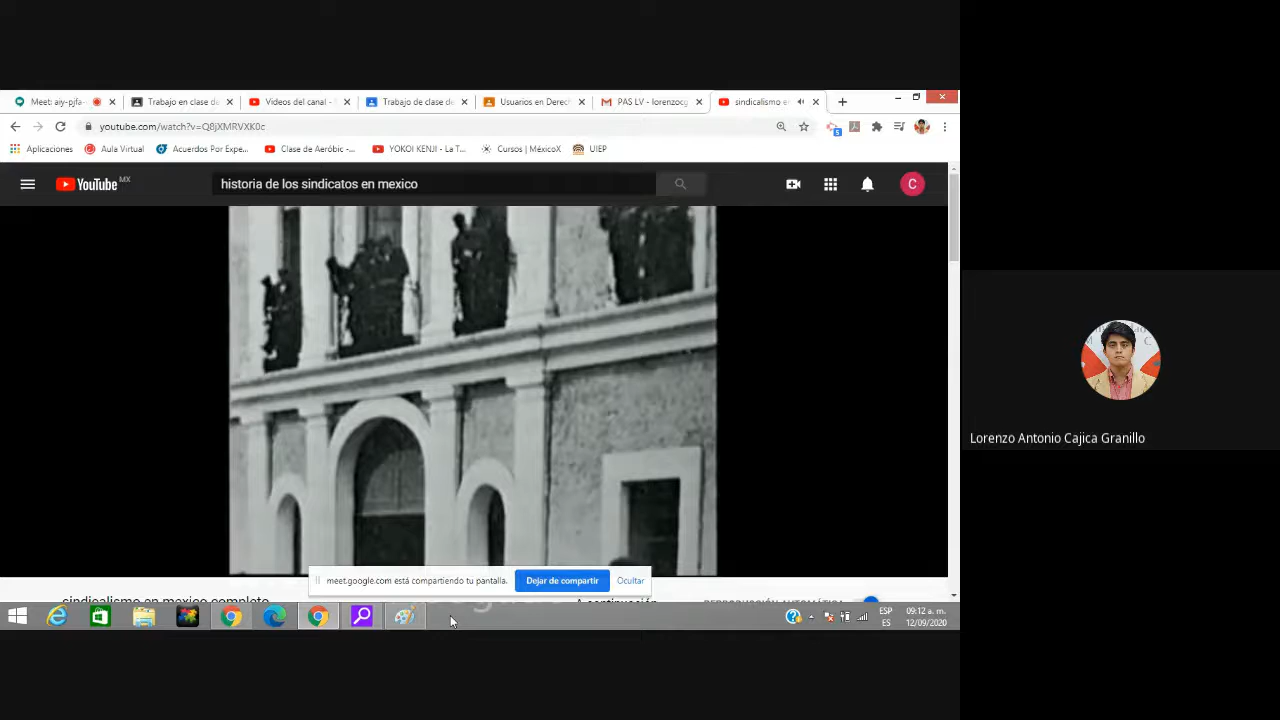 Meet: aiy-pjfa-
Trabajo en clase de
Videos del canal -
Trabajo de clase de
Usuarios en Derec
PAS LV - lorenzocg
sindicalismo e
youtube.com/watch?v=Q8jXMRVXK0c
Aplicaciones
Aula Virtual
Acuerdos Por Expe...
Clase de Aeróbic -...
YOKOI KENJI - La T...
Cursos | MéxicoX
UIEP
YouTube MX
historia de los sindicatos en mexico
C
Lorenzo Antonio Cajica Granillo
meet.google.com está compartiendo tu pantalla.
Dejar de compartir
Ocultar
sindicalismo en mexico completo
A continuación
REPRODUCCIÓN AUTOMÁTICA
ESP
ES
09:12 a. m.
12/09/2020